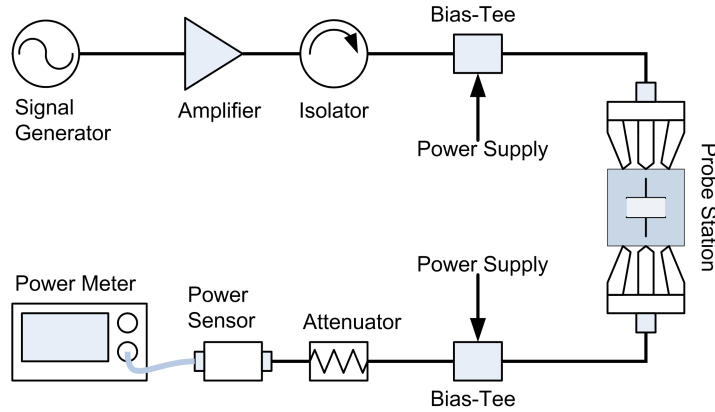 Bias-Tee
Signal
Generator
Amplifier
Isolator
Power Supply
Probe Station
Power Supply
Power Meter
Power
Sensor
Attenuator
Bias-Tee